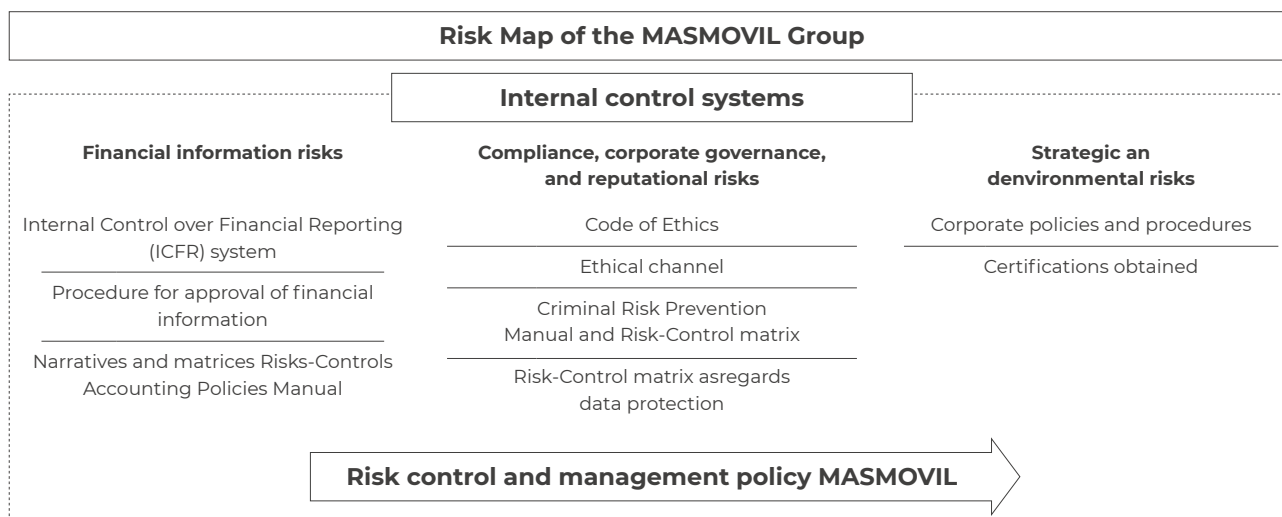 Risk Map of the MASMOVIL Group
Internal control systems
Financial information risks
Internal Control over Financial Reporting
(ICFR) system
Procedure for approval of financial
information
Narratives and matrices Risks-Controls
Accounting Policies Manual
Compliance, corporate governance,
and reputational risks
Code of Ethics
Ethical channel
Criminal Risk Prevention
Manual and Risk-Control matrix
Risk-Control matrix asregards
data protection
Strategic an
denvironmental risks
Corporate policies and procedures
Certifications obtained
Risk control and management policy MASMOVIL